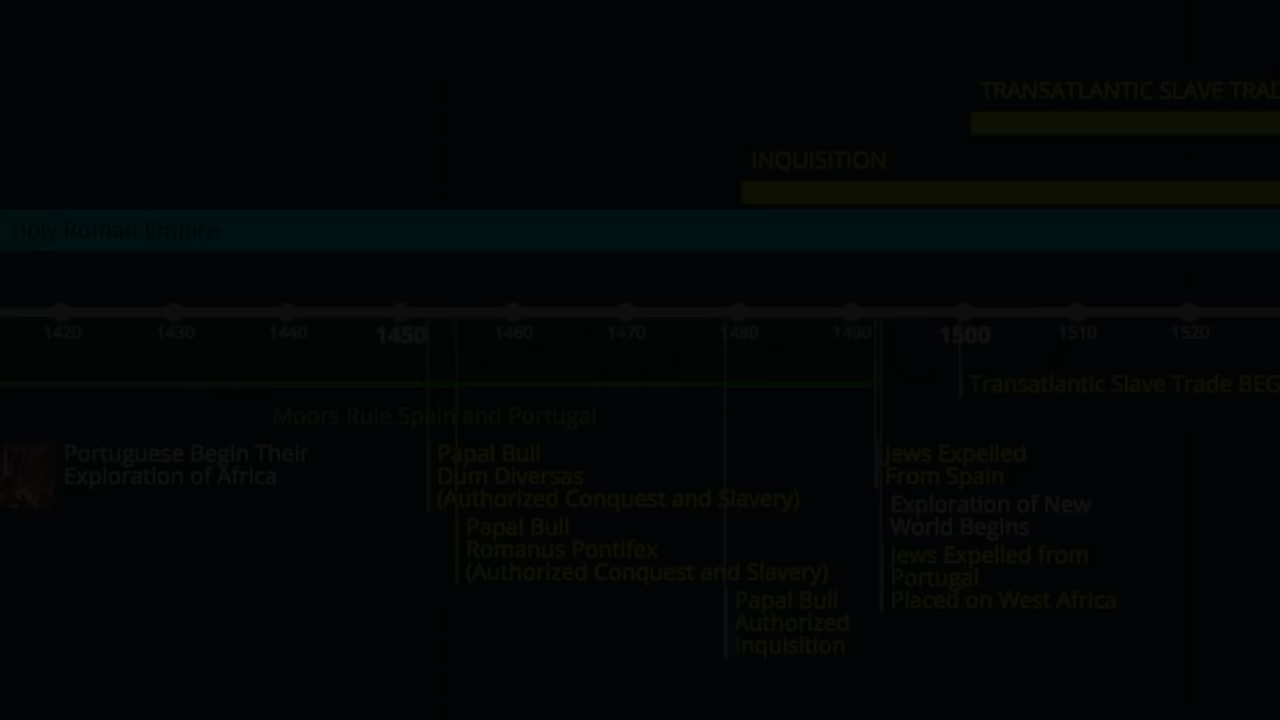 TRANSATLANTIC SLAVE
INQUISITION
Holy Roman Empire
1420 1430 1440 1450 1460 1470 1480 1490 1500 1510 1520
Transatlantic Slave Trade
Moors Rule Spain and Portugal
Portuguese Begin Their
Exploration of Africa
Papal Bull
Dum Diversas
(Authorized Conquest and Slavery)
Papal Bull
Romanus Pontifex
(Authorized Conquest and Slavery)
Papal Bull
Authorized
Inquisition
Jews Expelled
From Spain
Exploration of New
World Begins
Jews Expelled from
Portugal
Placed on West Africa